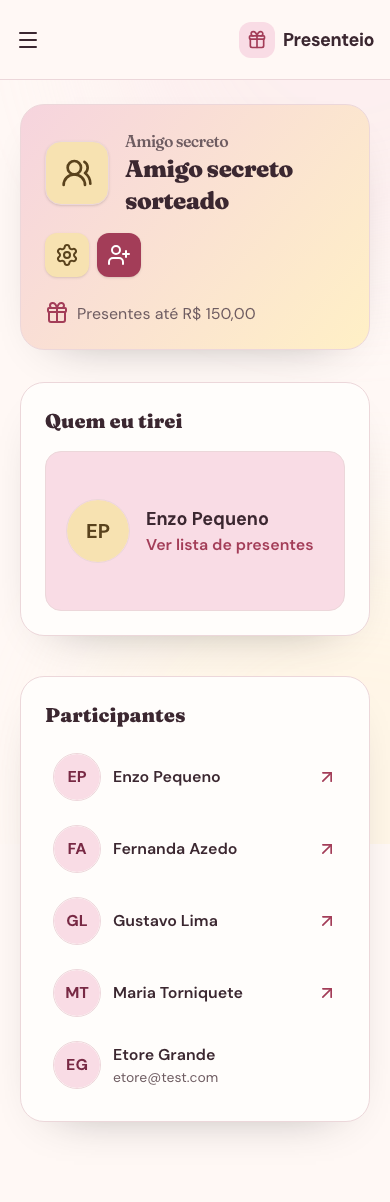 Presenteio
Amigo secreto
Amigo secreto
sorteado
Presentes até R$ 150,00
Quem eu tirei
EP
Enzo Pequeno
Ver lista de presentes
Participantes
EP
Enzo Pequeno
FA
Fernanda Azedo
GL
Gustavo Lima
MT
Maria Torniquete
EG
Etore Grande
etore@test.com